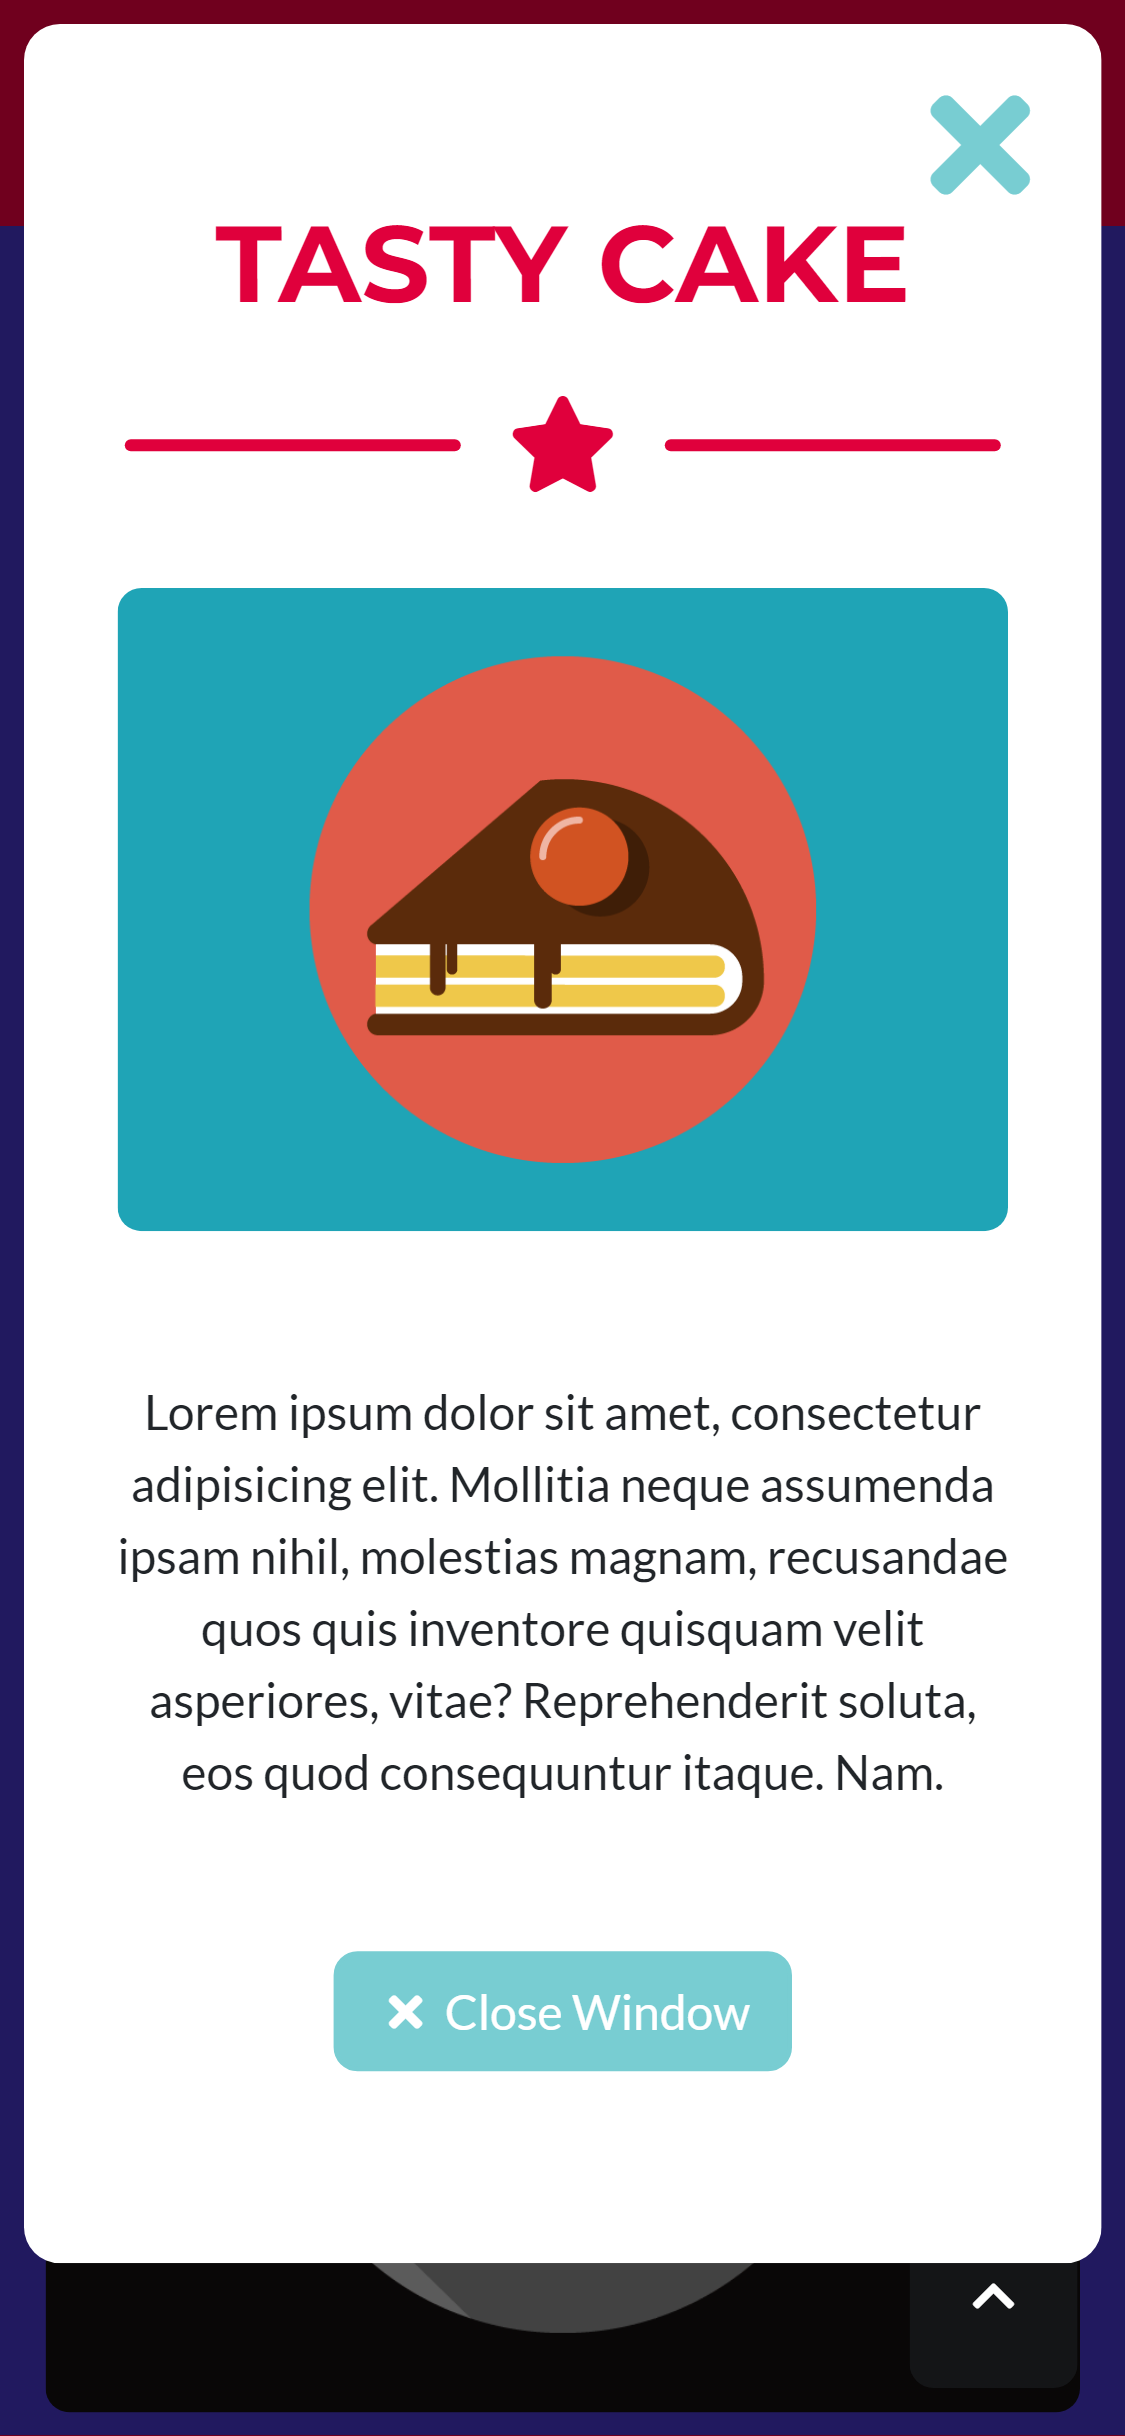 TASTY CAKE
Lorem ipsum dolor sit amet, consectetur
adipisicing elit. Mollitia neque assumenda
ipsam nihil, molestias magnam, recusandae
quos quis inventore quisquam velit
asperiores, vitae? Reprehenderit soluta,
eos quod consequuntur itaque. Nam.
Close Window